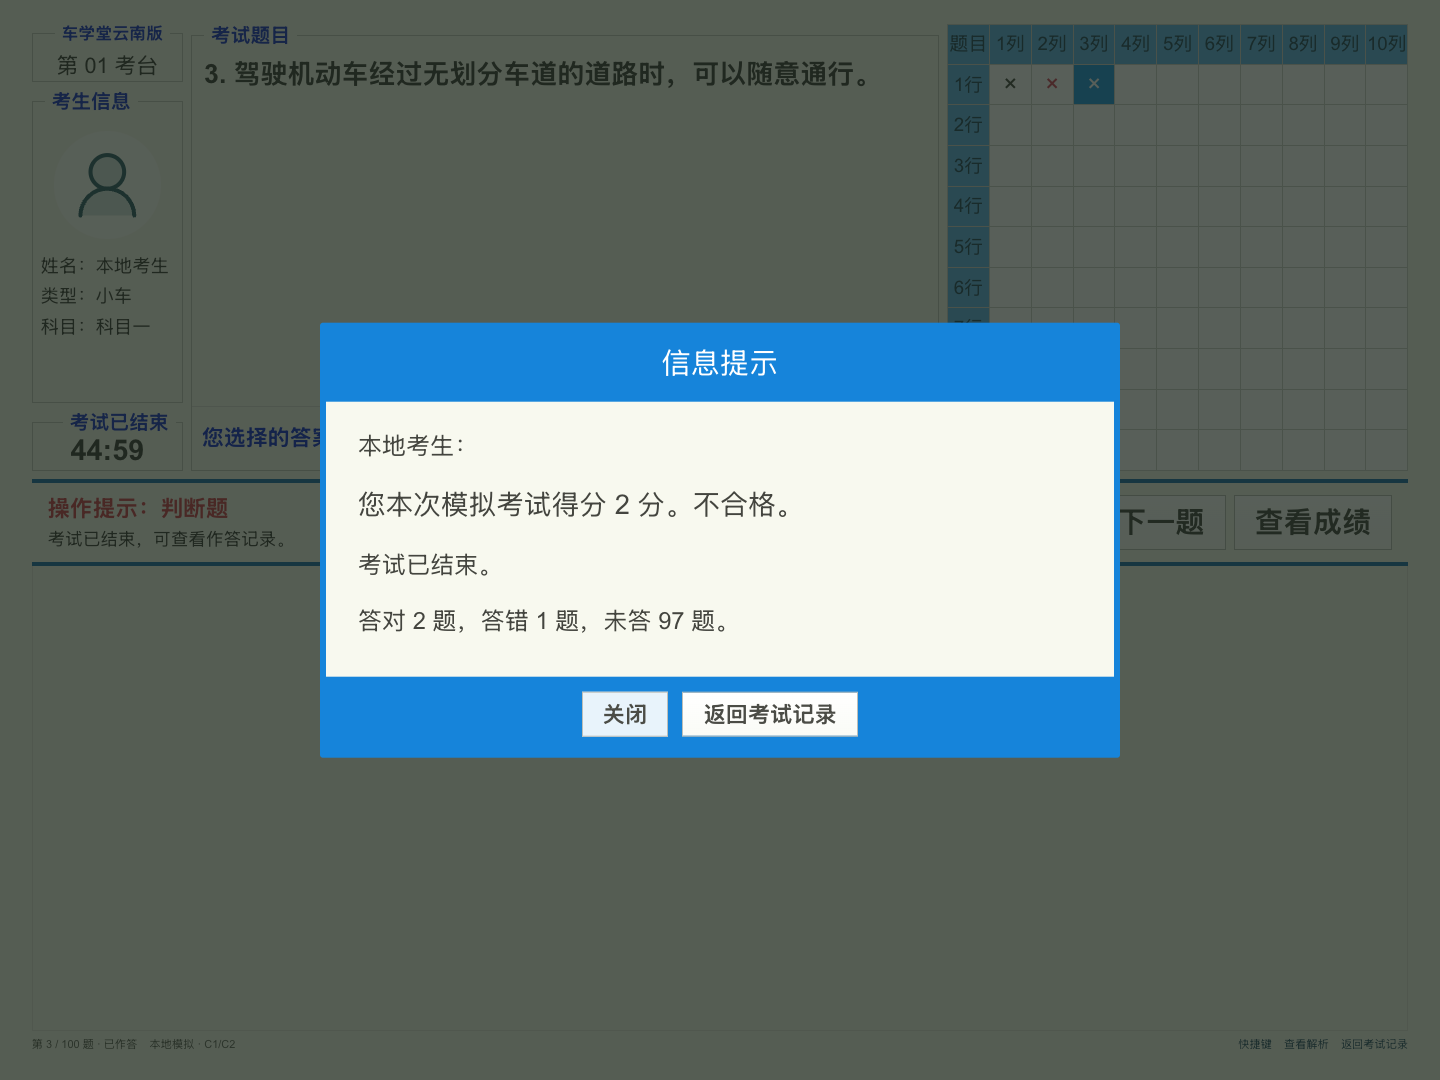 车学堂云南版
第 01 考台
考生信息
姓名：本地考生
类型：小车
科目：科目一
考试已结束
44:59
考试题目
3. 驾驶机动车经过无划分车道的道路时，可以随意通行。
您选择的答
题目 1列 2列 3列 4列 5列 6列 7列 8列 9列 10列
1行 × × ×
2行
3行
4行
5行
6行
操作提示：判断题
考试已结束，可查看作答记录。
下一题
查看成绩
信息提示
本地考生：
您本次模拟考试得分 2 分。不合格。
考试已结束。
答对 2 题，答错 1 题，未答 97 题。
关闭
返回考试记录
第 3 / 100 题 · 已作答 本地模拟 · C1/C2
快捷键 查看解析 返回考试记录